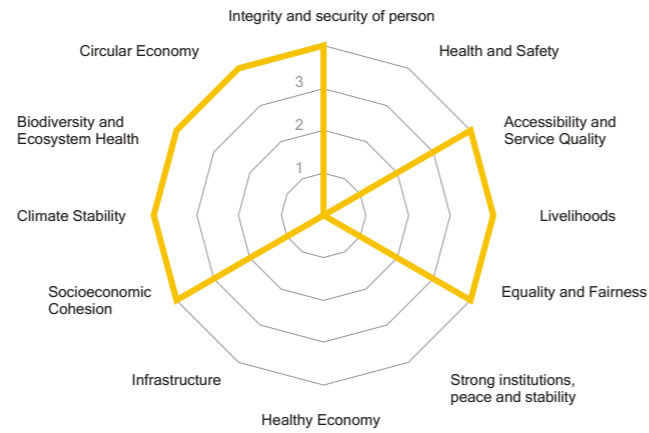 Integrity and security of person
Circular Economy
Health and Safety
3
Biodiversity and
Ecosystem Health
Accessibility and
Service Quality
2
1
Climate Stability
Livelihoods
Socioeconomic
Cohesion
Equality and Fairness
Infrastructure
Strong institutions,
peace and stability
Healthy Economy